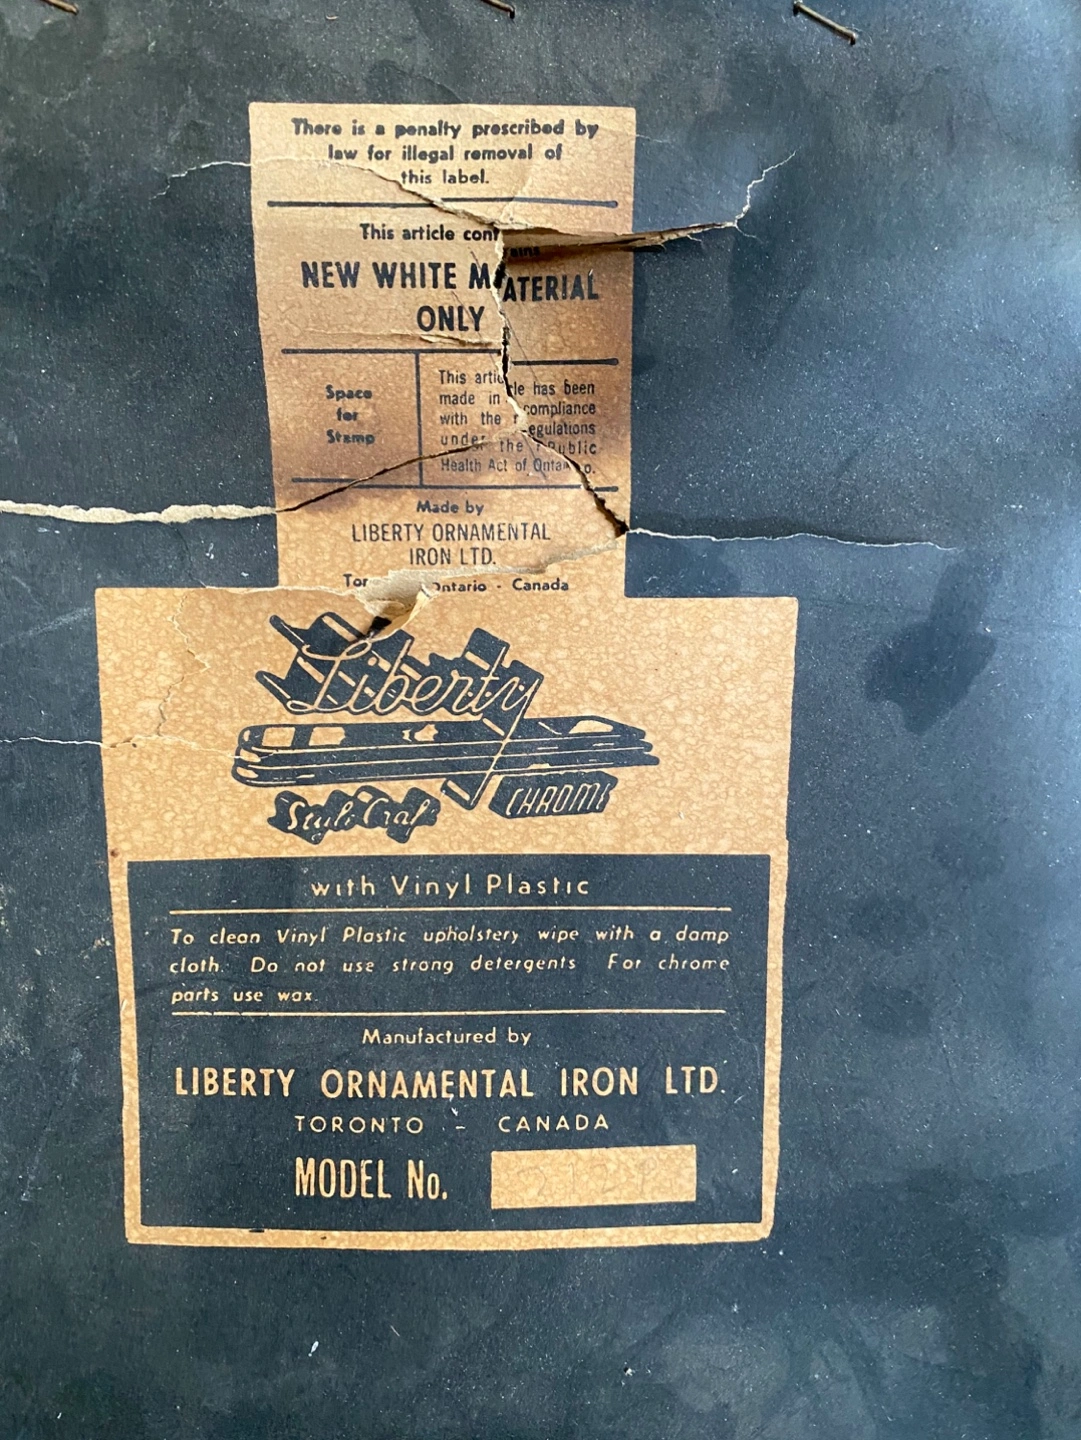 There is a penalty prescribed by
law for illegal removal of
this label.
This article contains
NEW WHITE MATERIAL
ONLY
Space
for
Stamp
This article has been
made in compliance
with the regulations
under the Public
Health Act of Ontario.
Made by
LIBERTY ORNAMENTAL
IRON LTD.
Ontario - Canada
Liberty
CHROME
with Vinyl Plastic
To clean Vinyl Plastic upholstery wipe with a damp
cloth. Do not use strong detergents For chrome
parts use wax.
Manufactured by
LIBERTY ORNAMENTAL IRON LTD.
TORONTO - CANADA
MODEL No.